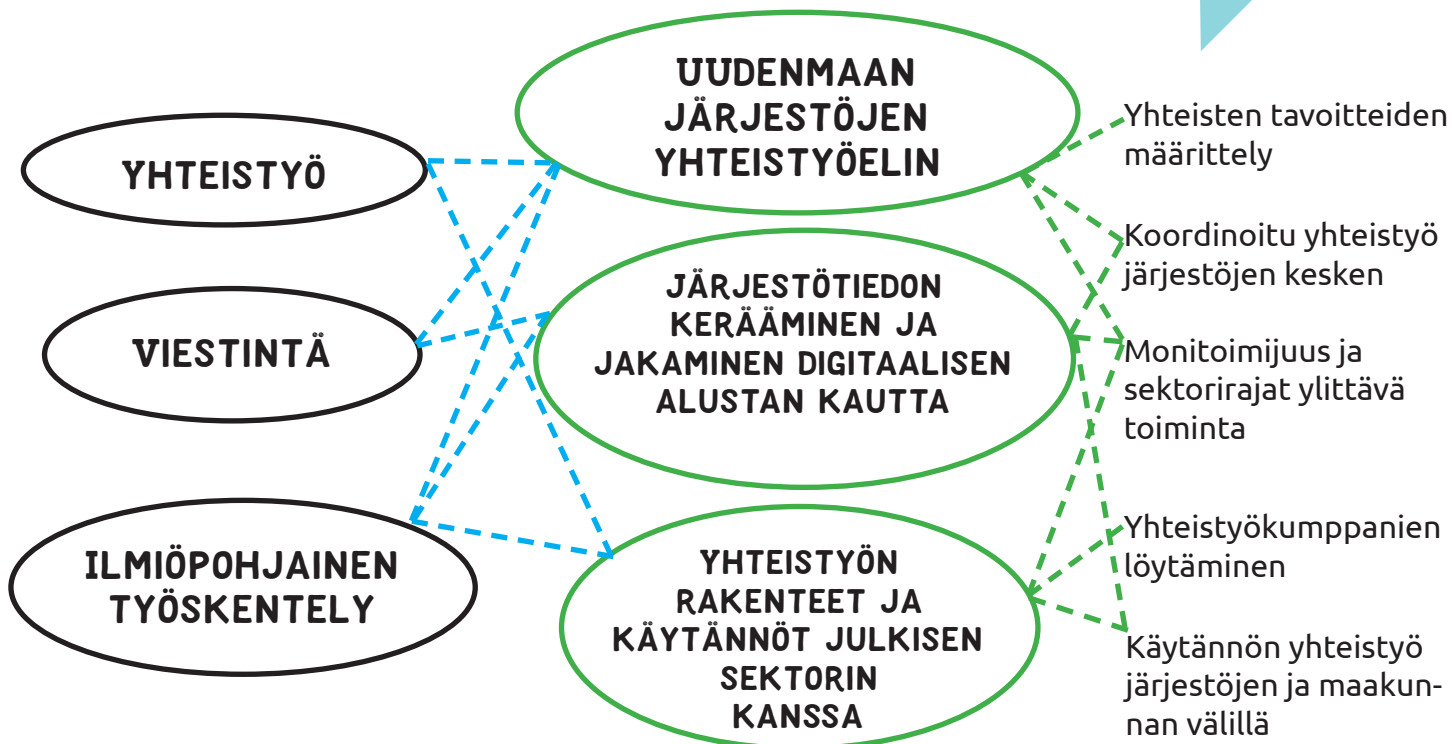 YHTEISTYÖ
VIESTINTÄ
ILMIÖPOHJAINEN
TYÖSKENTELY
UUDENMAAN
JÄRJESTÖJEN
YHTEISTYÖELIN
JÄRJESTÖTIEDON
KERÄÄMINEN JA
JAKAMINEN DIGITAALISEN
ALUSTAN KAUTTA
YHTEISTYÖN
RAKENTEET JA
KÄYTÄNNÖT JULKISEN
SEKTORIN
KANSSA
Yhteisten tavoitteiden
määrittely
Koordinoitu yhteistyö
järjestöjen kesken
Monitoimijuus ja
sektorirajat ylittävä
toiminta
Yhteistyökumppanien
löytäminen
Käytännön yhteistyö
järjestöjen ja maakun-
nan välillä